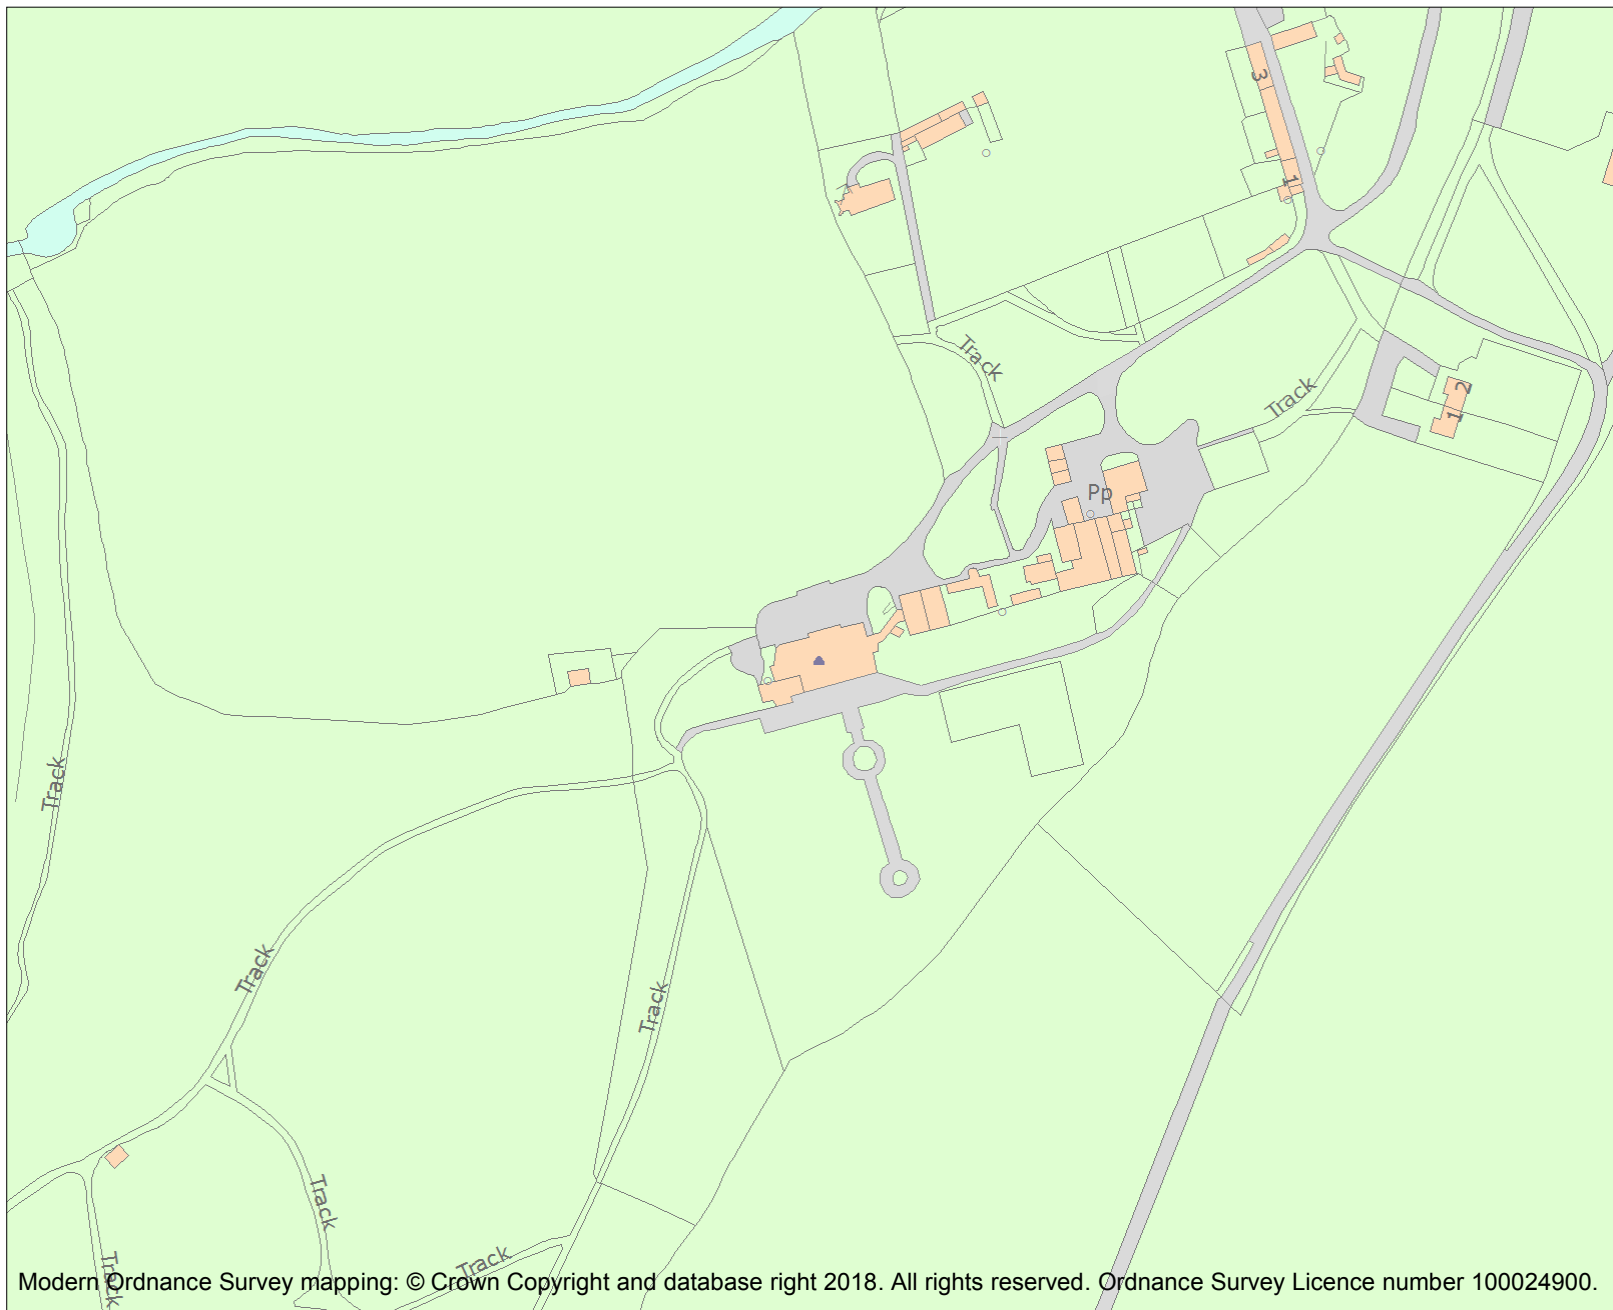 3
1
Track
Track
2
1
Pp
Track
Track
Track
Track
Track
Track
Modern Ordnance Survey mapping: © Crown Copyright and database right 2018. All rights reserved. Ordnance Survey Licence number 100024900.